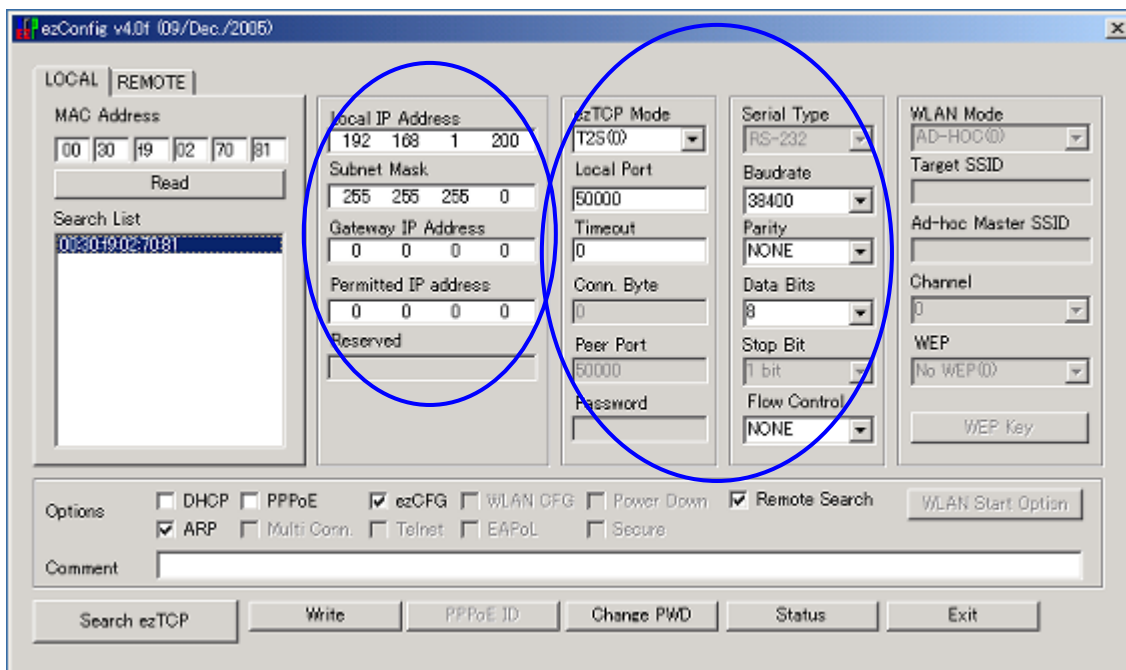 ezConfig v4.0f (09/Dec./2005)
LOCAL REMOTE
MAC Address
00 30 f9 02 70 81
Read
Search List
00:30:f9:02:70:81
Local IP Address
192 168 1 200
Subnet Mask
255 255 255 0
Gateway IP Address
0 0 0 0
Permitted IP address
0 0 0 0
Reserved
ezTCP Mode
T2S(0)
Local Port
50000
Timeout
0
Conn. Byte
0
Peer Port
50000
Password
Serial Type
RS-232
Baudrate
38400
Parity
NONE
Data Bits
8
Stop Bit
1 bit
Flow Control
NONE
WLAN Mode
AD-HOC(0)
Target SSID
Ad-hoc Master SSID
Channel
0
WEP
No WEP(0)
WEP Key
Options
DHCP PPPoE ezCFG WLAN CFG Power Down Remote Search
ARP Multi Conn. Telnet EAPoL Secure
WLAN Start Option
Comment
Search ezTCP Write PPPoE ID Change PWD Status Exit